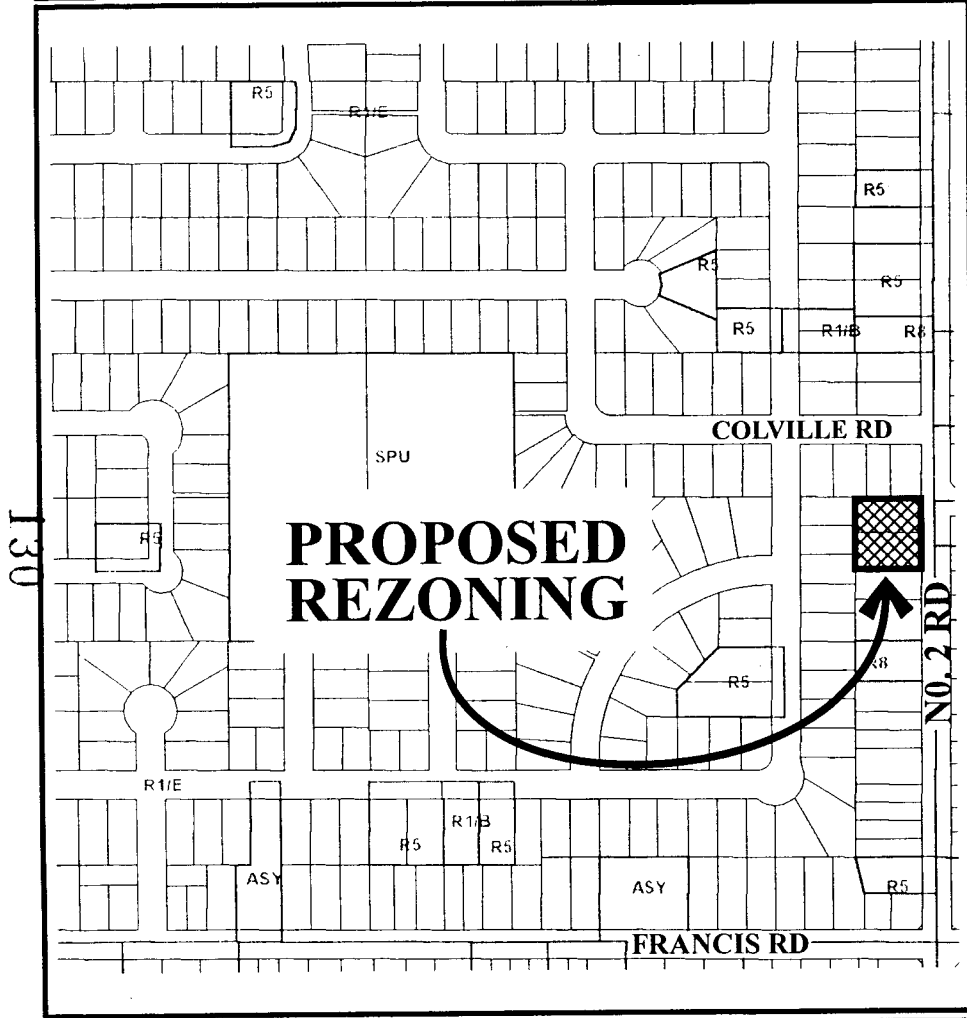 R5
R1/E
R5
R5
R5
R5
R1/B
R8
COLVILLE RD
SPU
130
R5
PROPOSED
REZONING
NO. 2 RD
R8
R5
R1/E
R1/B
R5
R5
ASY
ASY
R5
FRANCIS RD